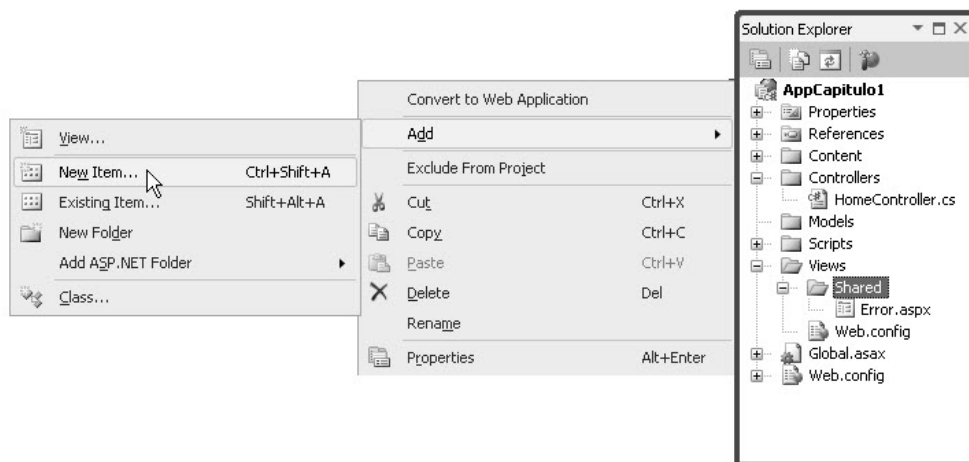 View...
New Item... Ctrl+Shift+A
Existing Item... Shift+Alt+A
New Folder
Add ASP.NET Folder
Class...
Convert to Web Application
Add
Exclude From Project
Cut Ctrl+X
Copy Ctrl+C
Paste Ctrl+V
Delete Del
Rename
Properties Alt+Enter
Solution Explorer
AppCapitulo1
Properties
References
Content
Controllers
HomeController.cs
Models
Scripts
Views
Shared
Error.aspx
Web.config
Global.asax
Web.config